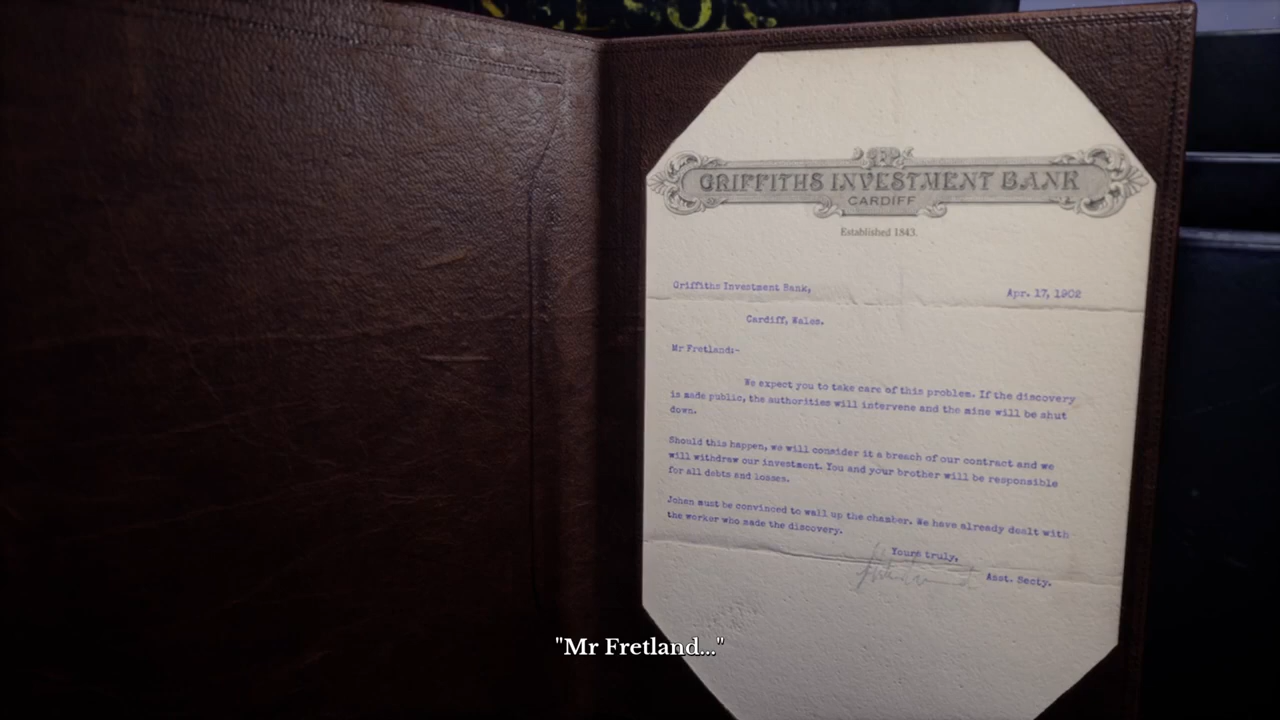 GRIFFITHS INVESTMENT BANK
CARDIFF
Established 1843.
Griffiths Investment Bank,
Apr. 17, 1902
Cardiff, Wales.
Mr Fretland:-
We expect you to take care of this problem. If the discovery
is made public, the authorities will intervene and the mine will be shut
down.
Should this happen, we will consider it a breach of our contract and we
will withdraw our investment. You and your brother will be responsible
for all debts and losses.
Johan must be convinced to wall up the chamber. We have already dealt with
the worker who made the discovery.
Yours truly,
Asst. Secty.
"Mr Fretland..."